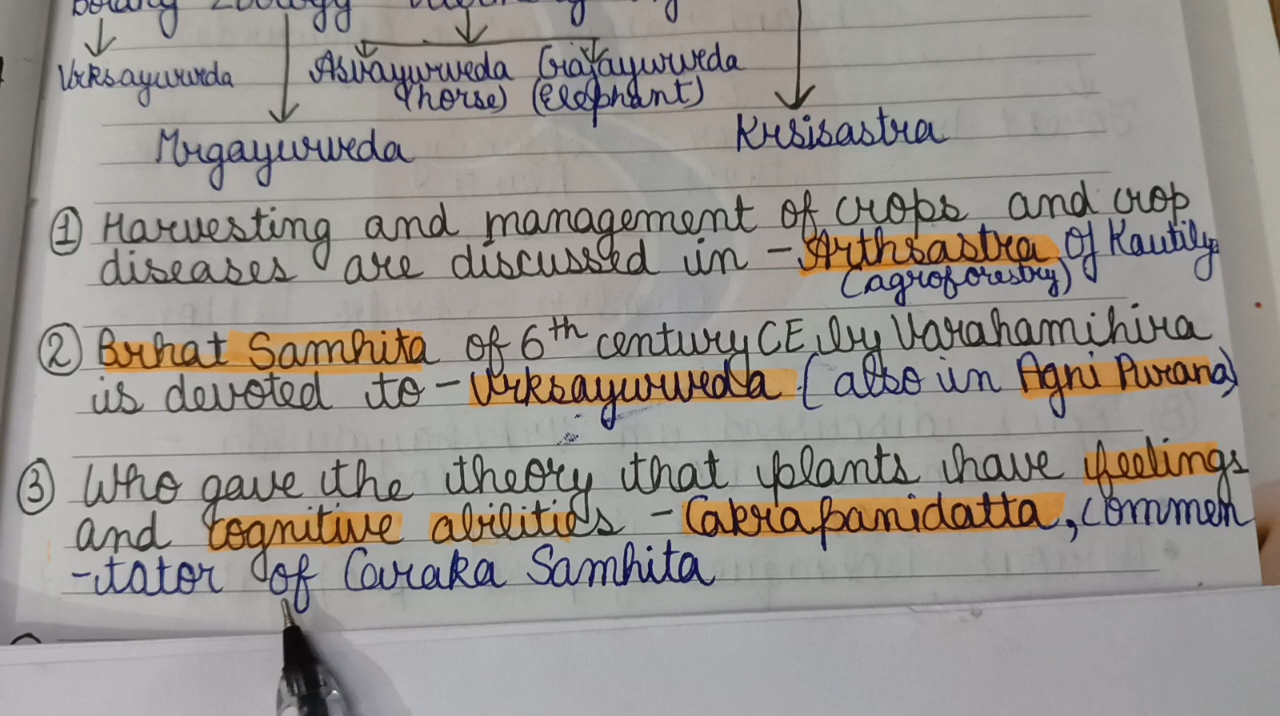 Botany Zoology
Vrksayurveda
Asvayurveda Gajayurveda
(horse) (Elephant)
Mrgayurveda
Krsisastra
① Harvesting and management of crops and crop
diseases are discussed in - Arthsastra of Kautily
(agroforestry)
② Brhat Samhita of 6th century CE by Varahamihira
is devoted to - Vrksayurveda (also in Agni Purana)
③ Who gave the theory that plants have feelings
and cognitive abilities - Cakrapanidatta, commen
-tator of Caraka Samhita